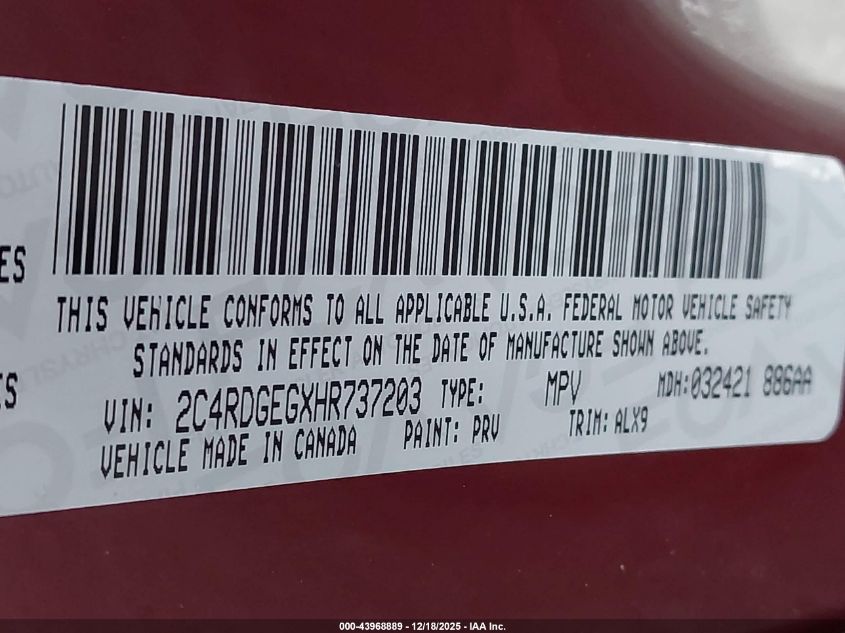 THIS VEHICLE CONFORMS TO ALL APPLICABLE U.S.A. FEDERAL MOTOR VEHICLE SAFETY
ES
STANDARDS IN EFFECT ON THE DATE OF MANUFACTURE SHOWN ABOVE.
VIN: 2C4RDGEGXHR737203 TYPE: MPV MDH:032421 886AA
VEHICLE MADE IN CANADA PAINT: PRV TRIM: ALX9
000-43968889 - 12/18/2025 - IAA Inc.